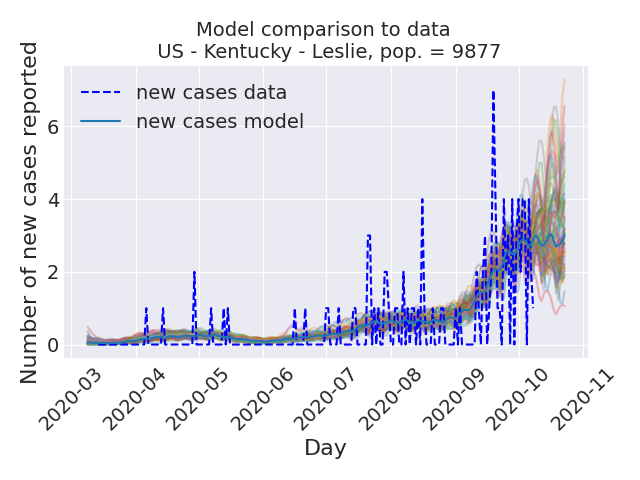 Model comparison to data
US - Kentucky - Leslie, pop. = 9877
Number of new cases reported
new cases data
new cases model
6
4
2
0
2020-03
2020-04
2020-05
2020-06
2020-07
2020-08
2020-09
2020-10
2020-11
Day